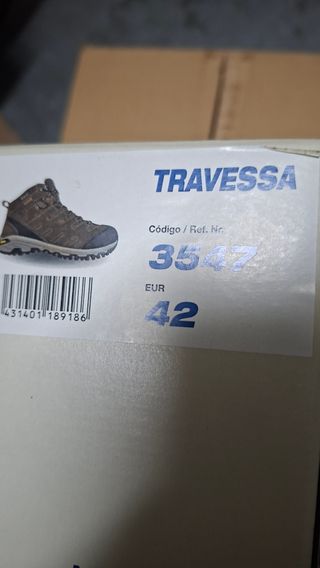 TRAVESSA
Código / Ref. Nr.
3547
EUR
42
431401 189186